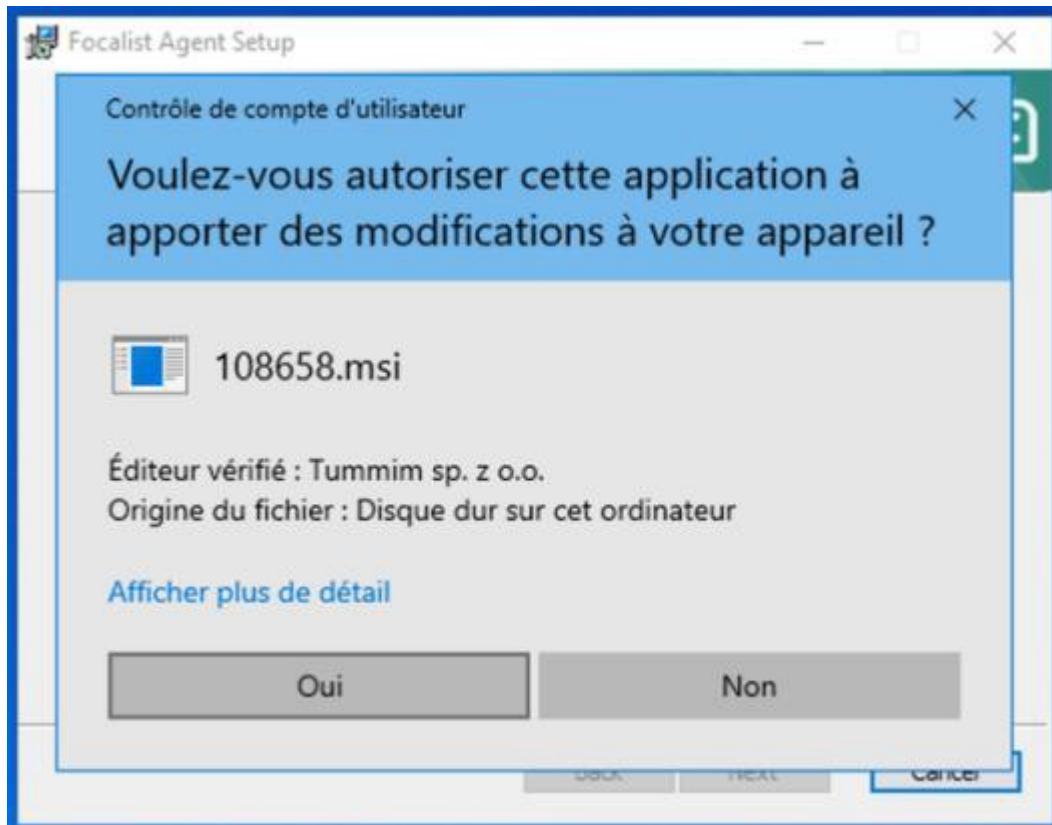 Focalist Agent Setup
Contrôle de compte d'utilisateur
Voulez-vous autoriser cette application à
apporter des modifications à votre appareil ?
108658.msi
Éditeur vérifié : Tummim sp. z o.o.
Origine du fichier : Disque dur sur cet ordinateur
Afficher plus de détail
Oui Non
Back Next Cancel